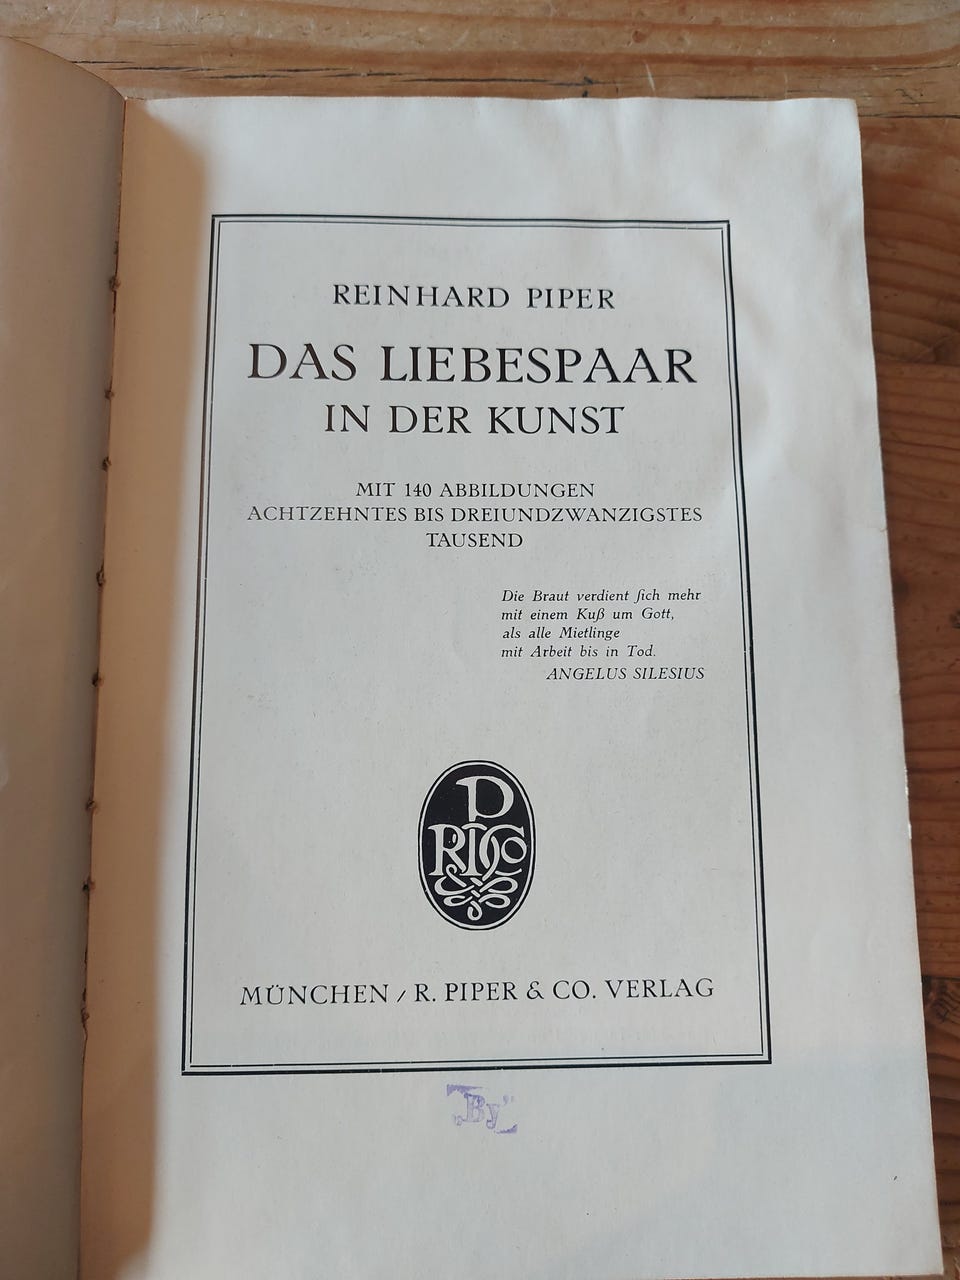 REINHARD PIPER
DAS LIEBESPAAR
IN DER KUNST
MIT 140 ABBILDUNGEN
ACHTZEHNTES BIS DREIUNDZWANZIGSTES
TAUSEND
Die Braut verdient ſich mehr
mit einem Kuß um Gott,
als alle Mietlinge
mit Arbeit bis in Tod.
ANGELUS SILESIUS
P
R P Co
&
MÜNCHEN / R. PIPER & CO. VERLAG
„By“